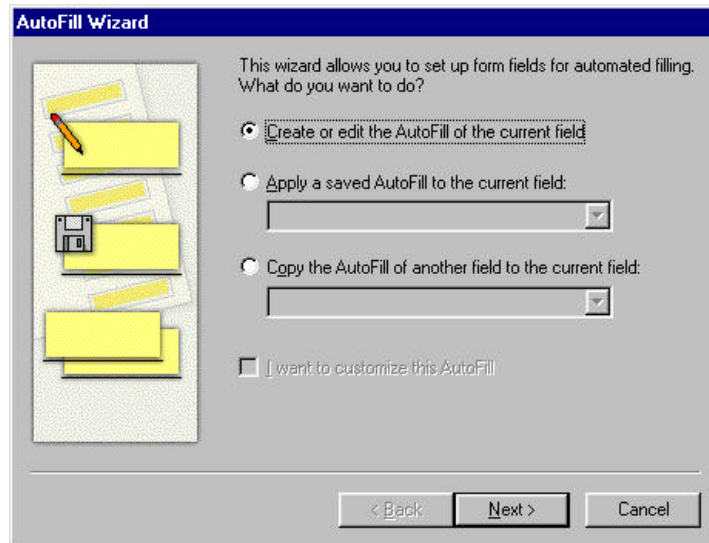 AutoFill Wizard
This wizard allows you to set up form fields for automated filling.
What do you want to do?
Create or edit the AutoFill of the current field
Apply a saved AutoFill to the current field:
Copy the AutoFill of another field to the current field:
I want to customize this AutoFill
< Back Next > Cancel